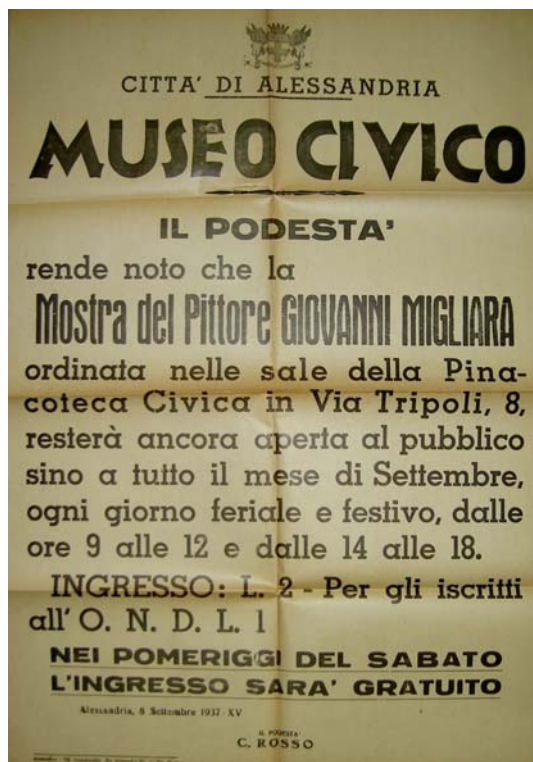 CITTA' DI ALESSANDRIA
MUSEO CIVICO
IL PODESTA'
rende noto che la
Mostra del Pittore GIOVANNI MIGLIARA
ordinata nelle sale della Pina-
coteca Civica in Via Tripoli, 8,
resterà ancora aperta al pubblico
sino a tutto il mese di Settembre,
ogni giorno feriale e festivo, dalle
ore 9 alle 12 e dalle 14 alle 18.
INGRESSO: L. 2 - Per gli iscritti
all' O. N. D. L. 1
NEI POMERIGGI DEL SABATO
L'INGRESSO SARA' GRATUITO
Alessandria, 8 Settembre 1937-XV
IL PODESTA'
C. ROSSO